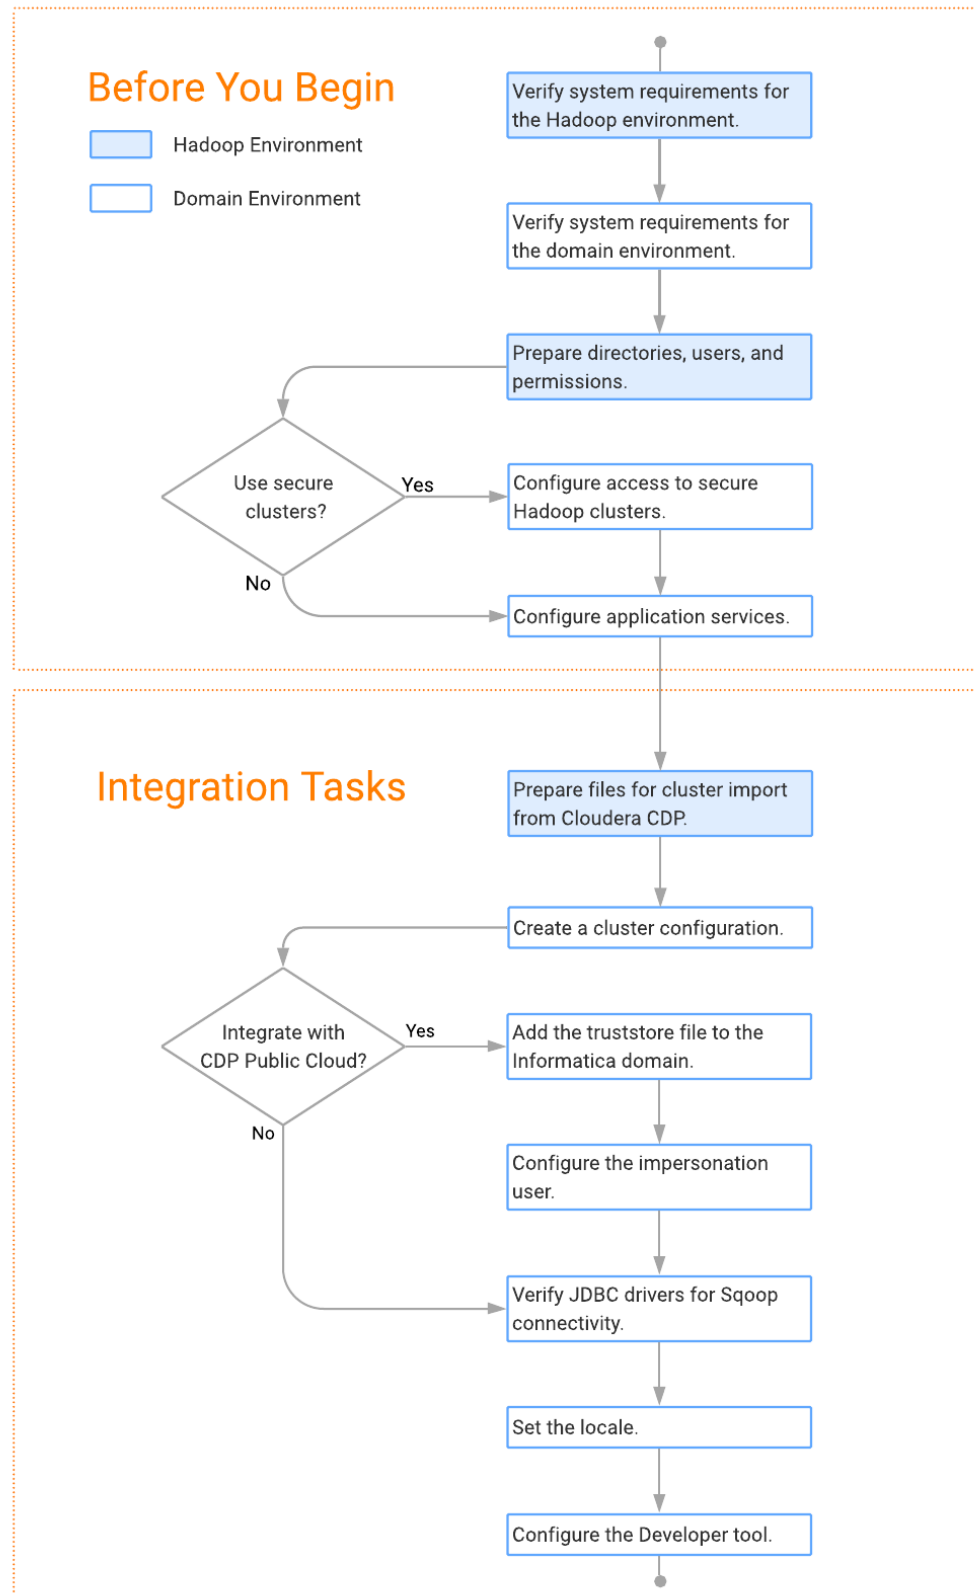 Before You Begin
Hadoop Environment
Domain Environment
Verify system requirements for
the Hadoop environment.
Verify system requirements for
the domain environment.
Prepare directories, users, and
permissions.
Use secure
clusters?
Yes
No
Configure access to secure
Hadoop clusters.
Configure application services.
Integration Tasks
Prepare files for cluster import
from Cloudera CDP.
Create a cluster configuration.
Integrate with
CDP Public Cloud?
Yes
No
Add the truststore file to the
Informatica domain.
Configure the impersonation
user.
Verify JDBC drivers for Sqoop
connectivity.
Set the locale.
Configure the Developer tool.